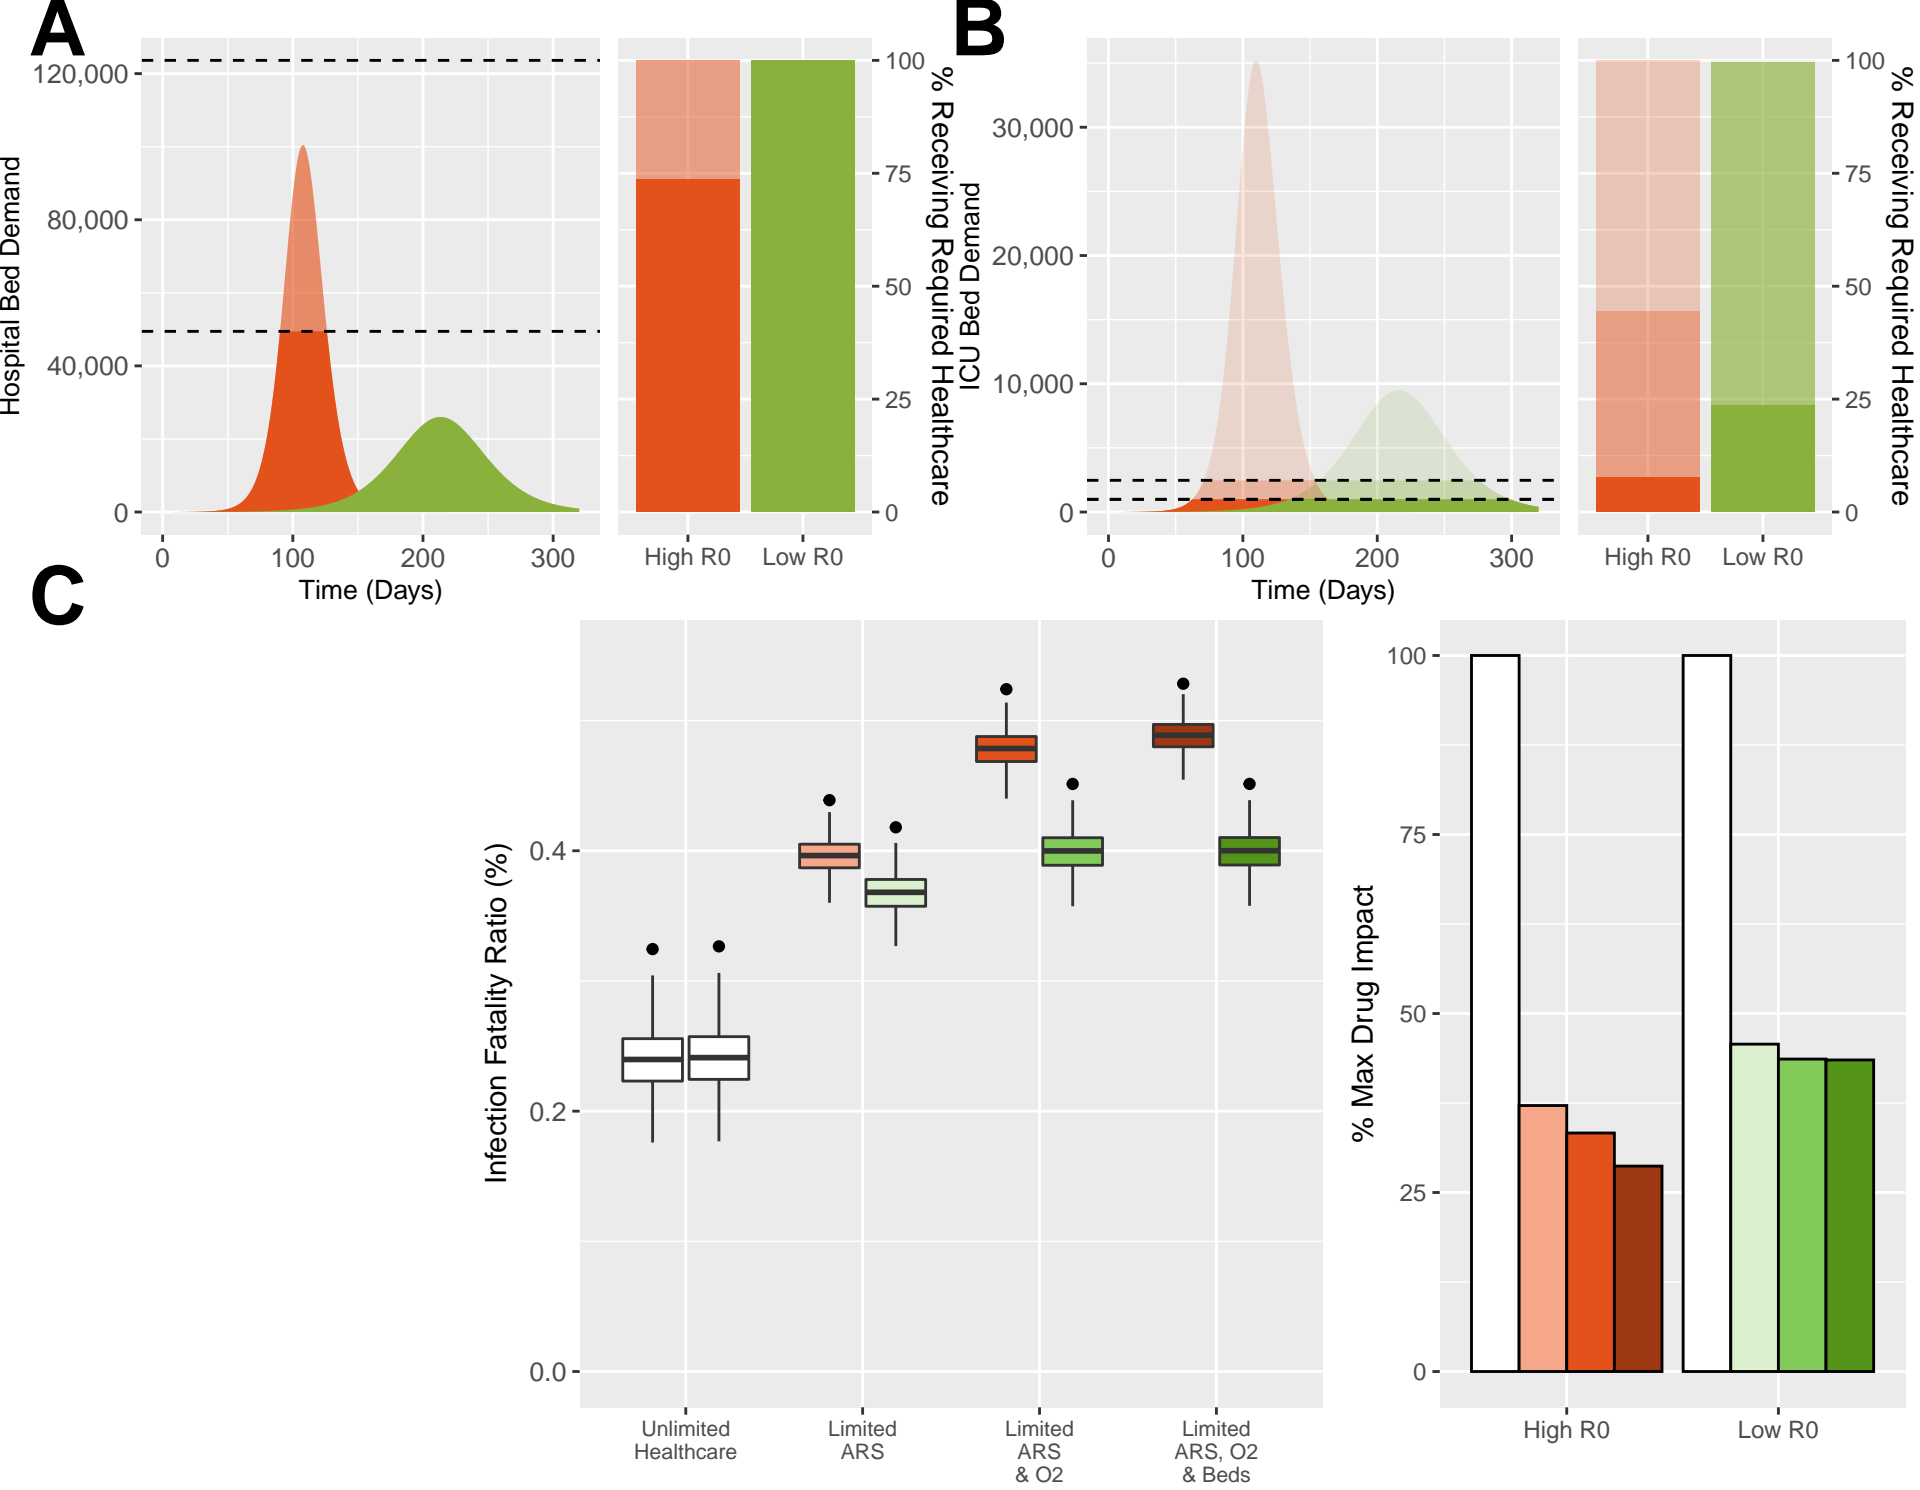 A
Hospital Bed Demand
120,000
80,000
40,000
0
0
100
200
300
Time (Days)
100
75
50
25
0
% Receiving Required Healthcare
High R0
Low R0
B
ICU Bed Demand
30,000
20,000
10,000
0
0
100
200
300
Time (Days)
100
75
50
25
0
% Receiving Required Healthcare
High R0
Low R0
C
Infection Fatality Ratio (%)
0.4
0.2
0.0
Unlimited
Healthcare
Limited
ARS
Limited
ARS
& O2
Limited
ARS, O2
& Beds
% Max Drug Impact
100
75
50
25
0
High R0
Low R0